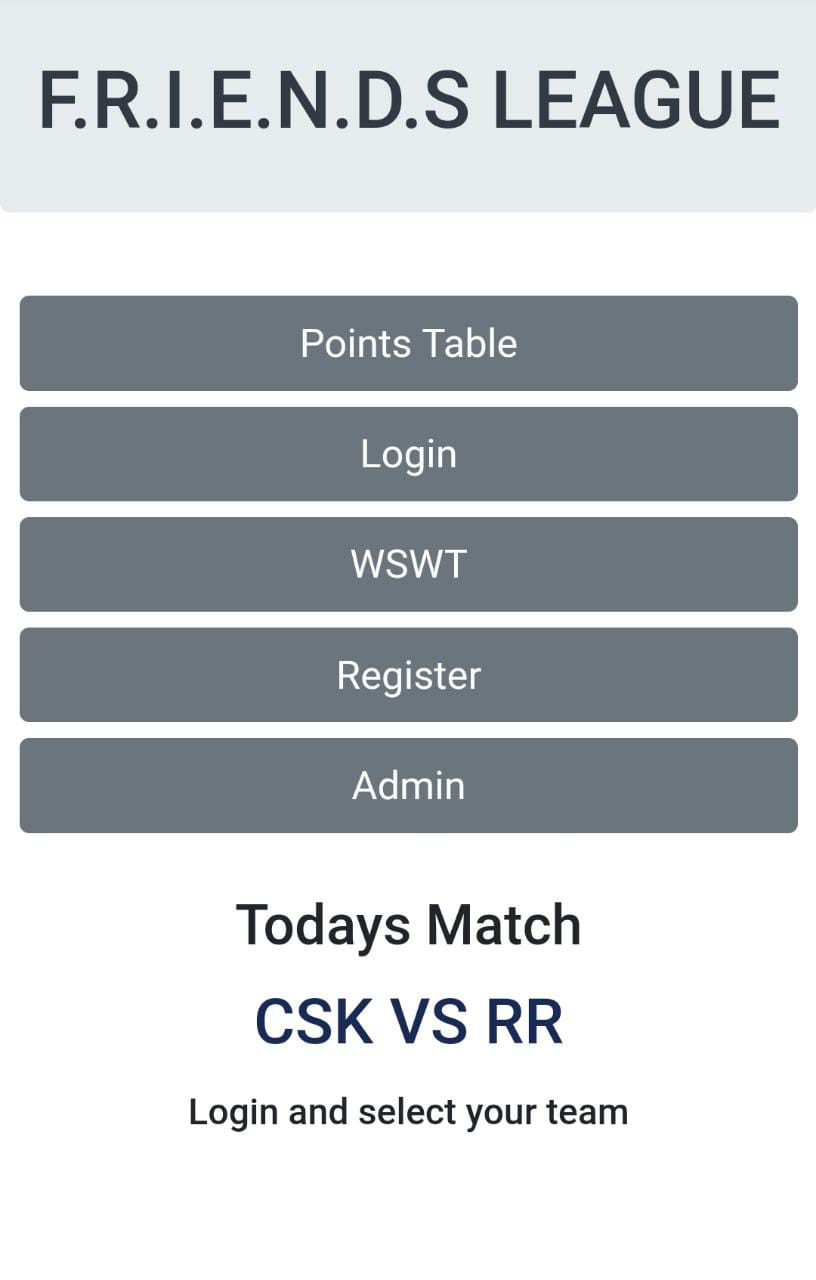 F.R.I.E.N.D.S LEAGUE
Points Table
Login
WSWT
Register
Admin
Todays Match
CSK VS RR
Login and select your team